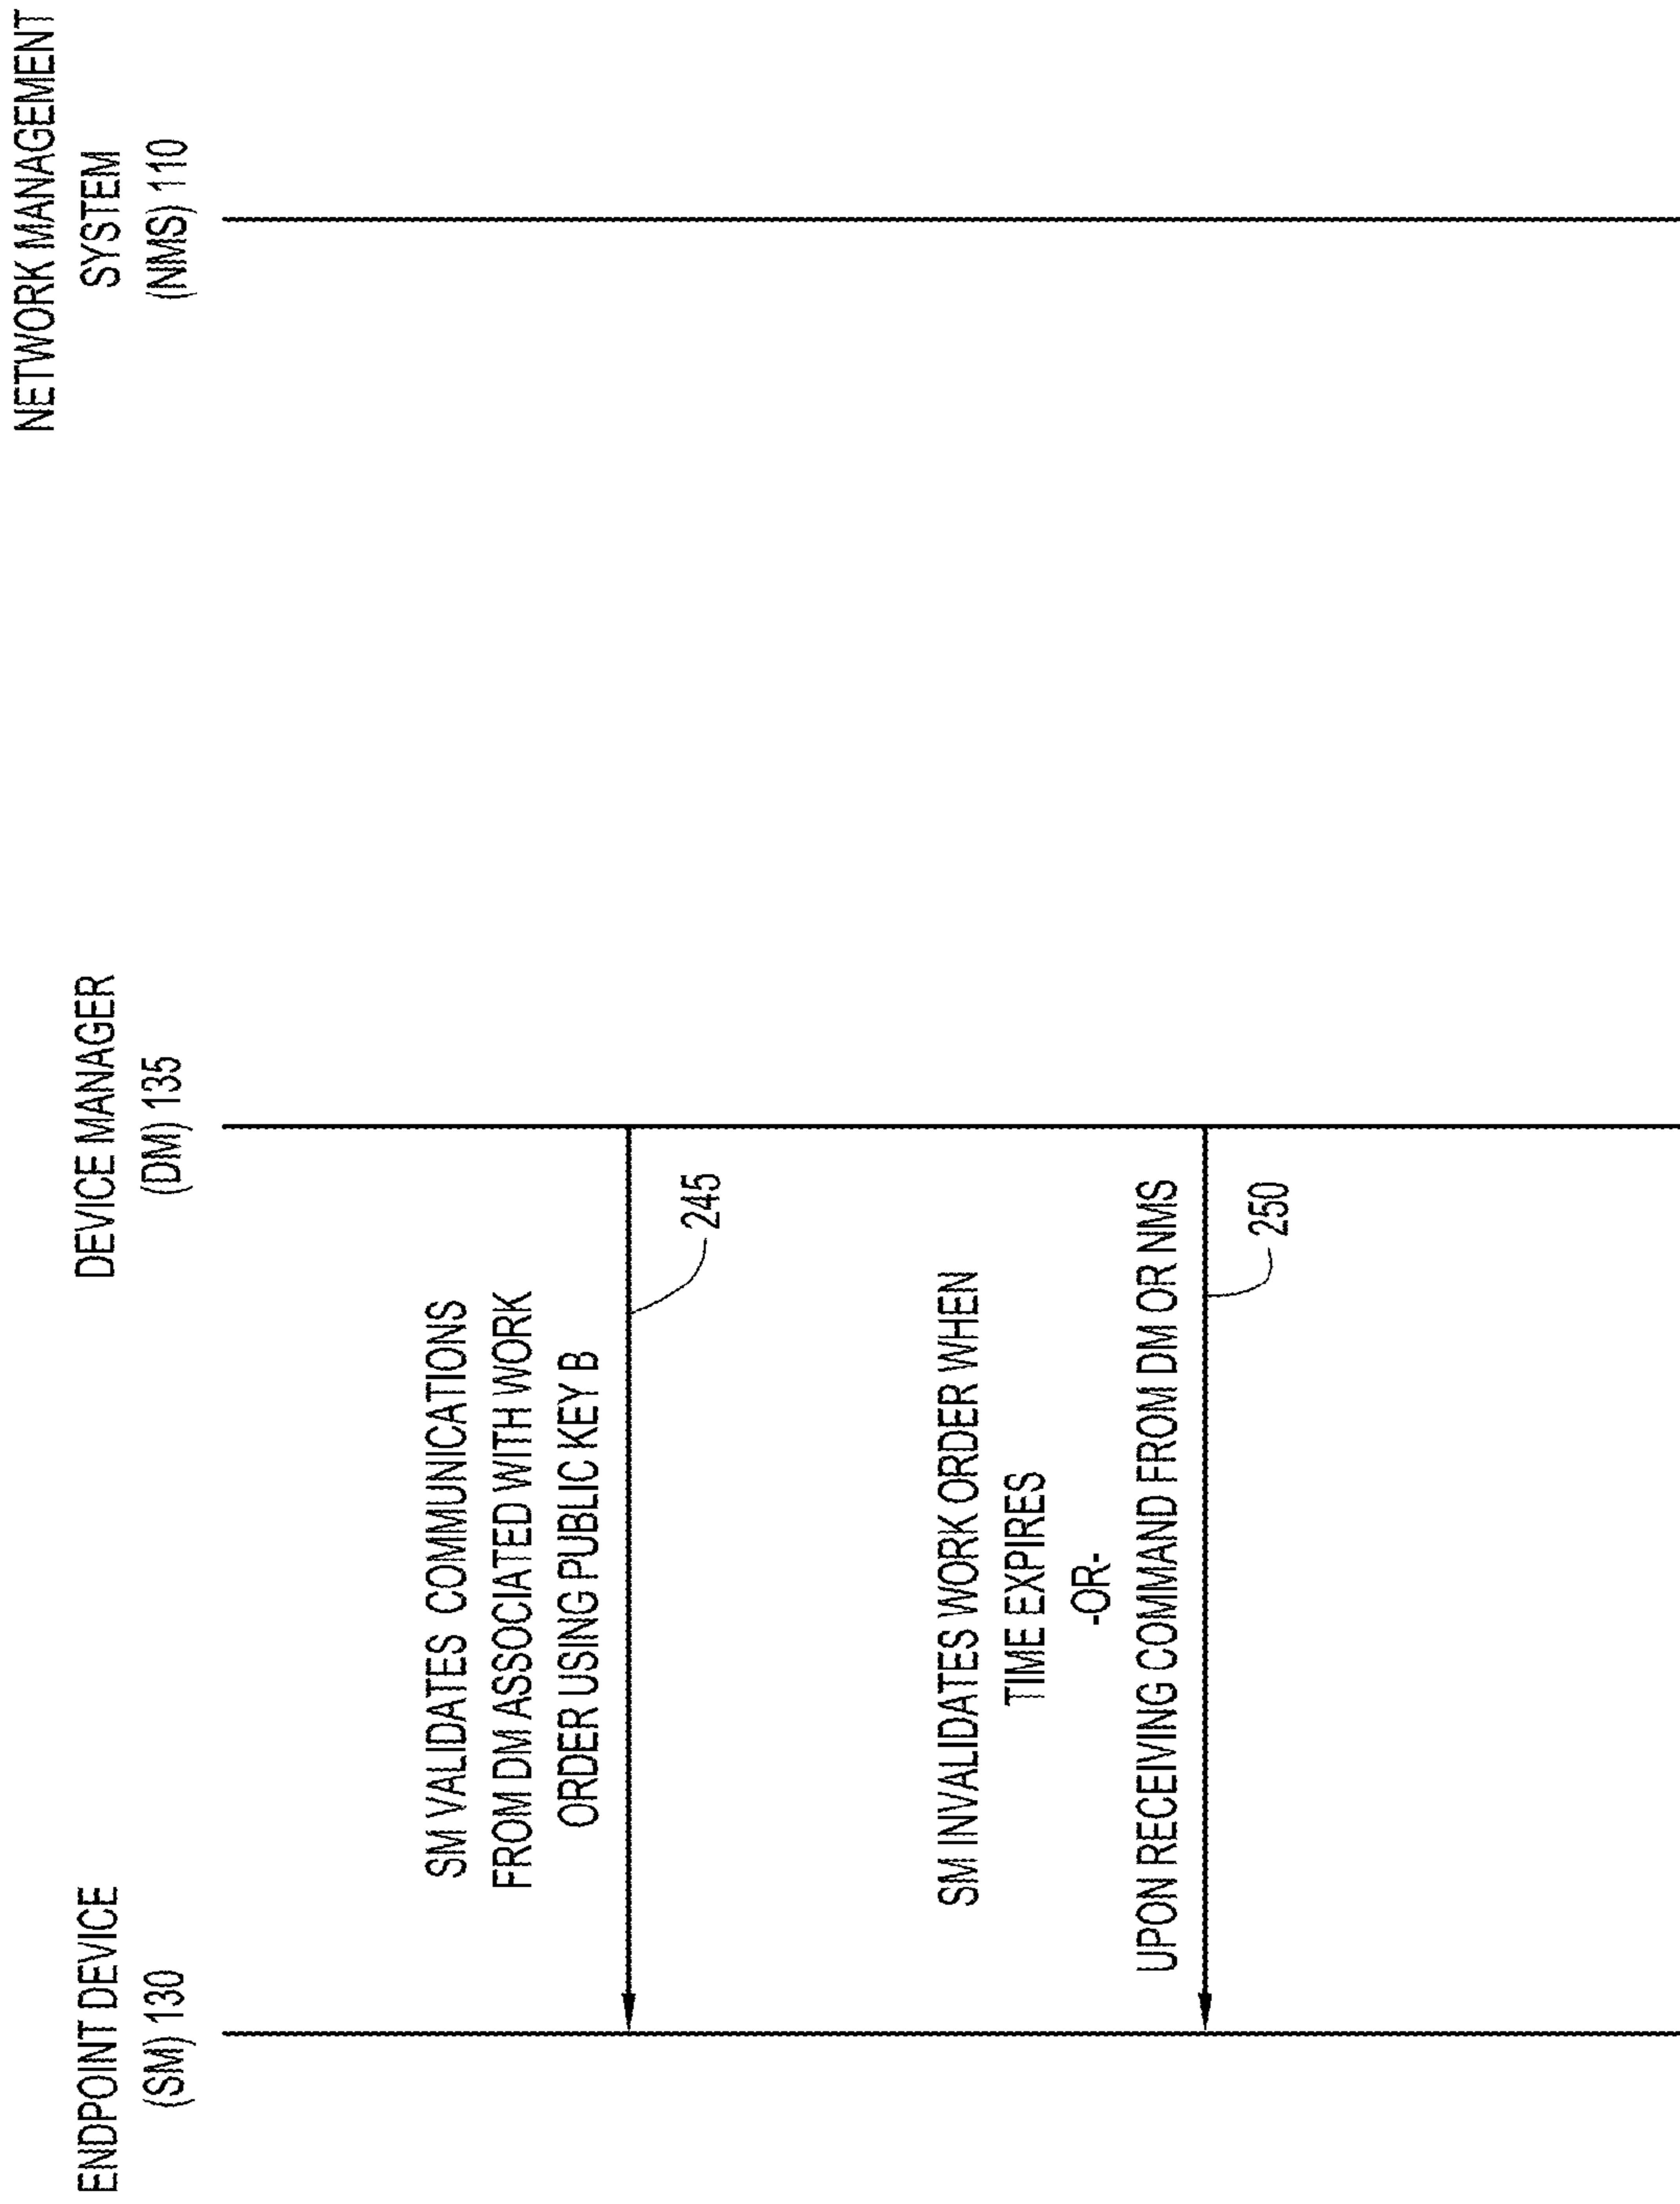 ENDPOINT DEVICE
(SM) 130
DEVICE MANAGER
(DM) 135
NETWORK MANAGEMENT
SYSTEM
(NMS) 110
SM VALIDATES COMMUNICATIONS
FROM DM ASSOCIATED WITH WORK
ORDER USING PUBLIC KEY B
245
SM INVALIDATES WORK ORDER WHEN
TIME EXPIRES
-OR-
UPON RECEIVING COMMAND FROM DM OR NMS
250